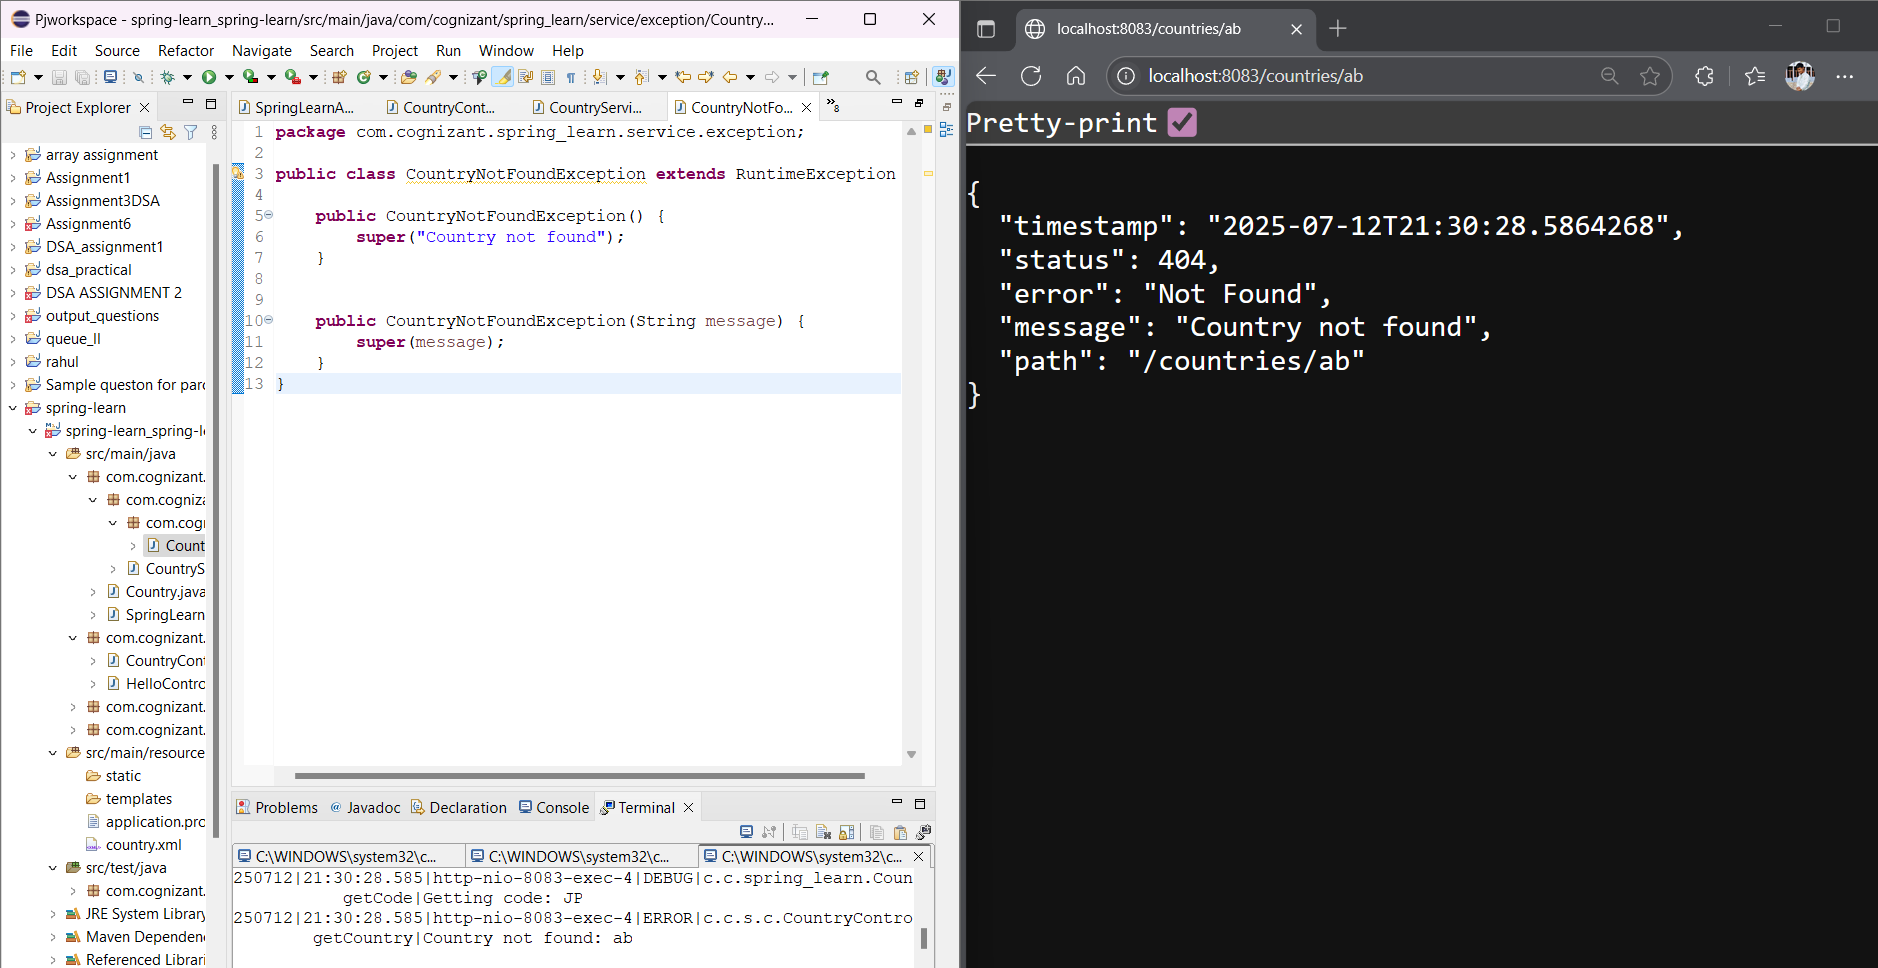 Pjworkspace - spring-learn_spring-learn/src/main/java/com/cognizant/spring_learn/service/exception/Country...
File Edit Source Refactor Navigate Search Project Run Window Help
Project Explorer
array assignment
Assignment1
Assignment3DSA
Assignment6
DSA_assignment1
dsa_practical
DSA ASSIGNMENT 2
output_questions
queue_ll
rahul
Sample queston for parc
spring-learn
spring-learn_spring-l
src/main/java
com.cognizant.
com.cogniza
com.cog
Count
CountryS
Country.java
SpringLearn
com.cognizant.
CountryCont
HelloContro
com.cognizant.
com.cognizant.
src/main/resource
static
templates
application.pro
country.xml
src/test/java
com.cognizant.
JRE System Library
Maven Dependen
Referenced Librari
SpringLearnA... CountryCont... CountryServi... CountryNotFo... »8
1 package com.cognizant.spring_learn.service.exception;
2
3 public class CountryNotFoundException extends RuntimeException
4
5 public CountryNotFoundException() {
6 super("Country not found");
7 }
8
9
10 public CountryNotFoundException(String message) {
11 super(message);
12 }
13 }
Problems @ Javadoc Declaration Console Terminal
C:\WINDOWS\system32\c... C:\WINDOWS\system32\c... C:\WINDOWS\system32\c...
250712|21:30:28.585|http-nio-8083-exec-4|DEBUG|c.c.spring_learn.Coun
getCode|Getting code: JP
250712|21:30:28.585|http-nio-8083-exec-4|ERROR|c.c.s.c.CountryContro
getCountry|Country not found: ab
localhost:8083/countries/ab
localhost:8083/countries/ab
Pretty-print
{
"timestamp": "2025-07-12T21:30:28.5864268",
"status": 404,
"error": "Not Found",
"message": "Country not found",
"path": "/countries/ab"
}